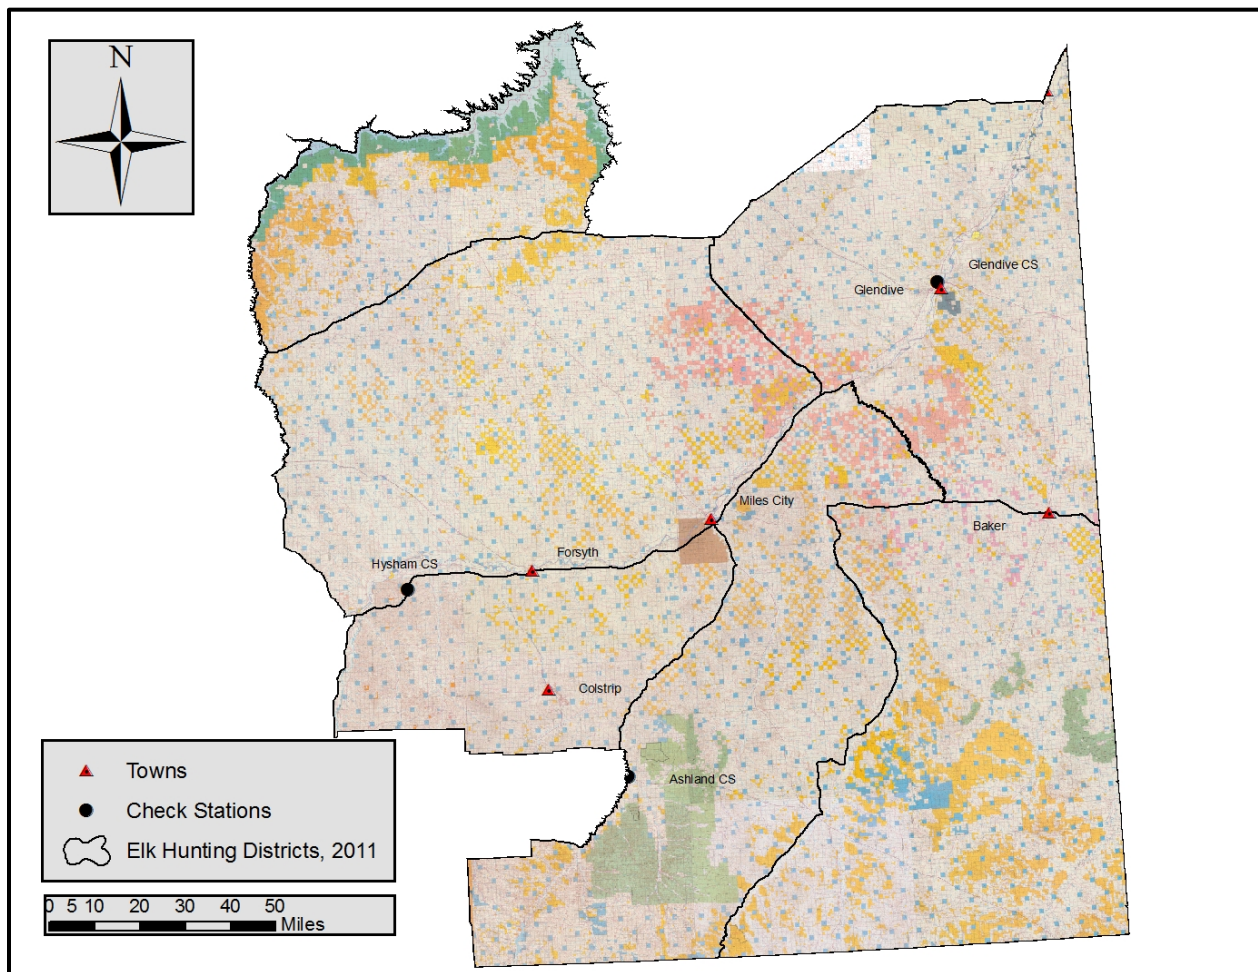 N
Glendive CS
Glendive
Miles City
Baker
Forsyth
Hysham CS
Colstrip
Ashland CS
Towns
Check Stations
Elk Hunting Districts, 2011
0 5 10 20 30 40 50
Miles